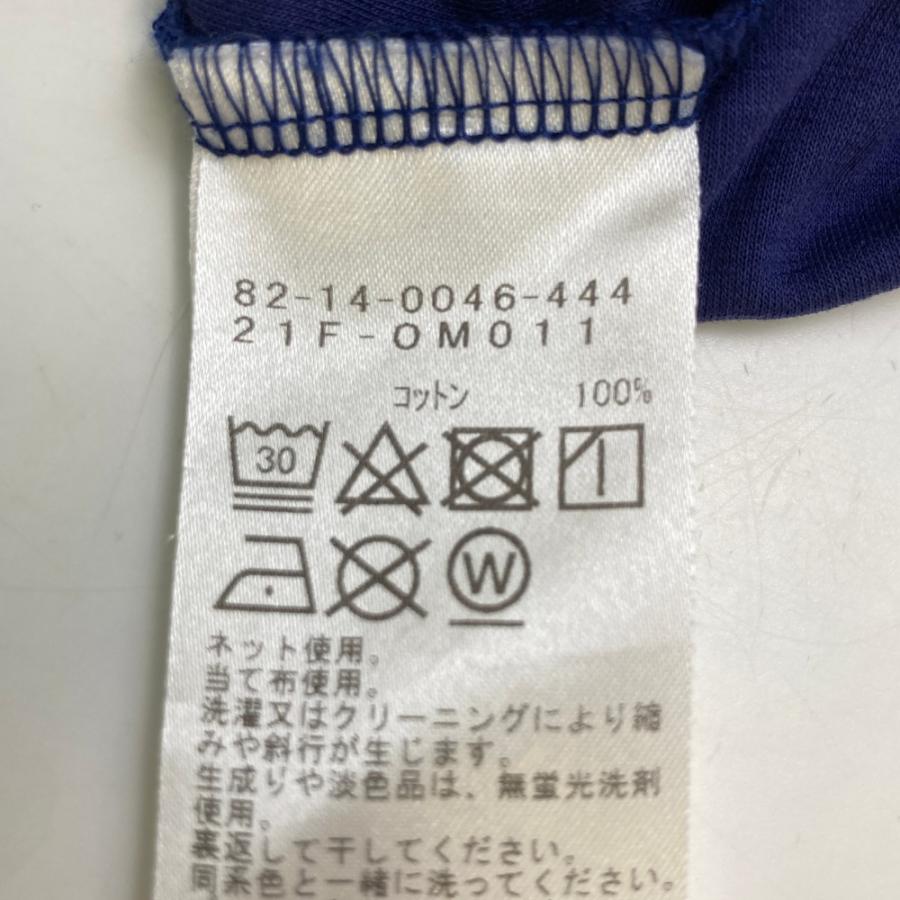 82-14-0046-444
21F-OM011
コットン 100%
30
W
ネット使用。
当て布使用。
洗濯又はクリーニングにより縮
みや斜行が生じます。
生成りや淡色品は、無蛍光洗剤
使用。
裏返して干してください。
同系色と一緒に洗ってください。